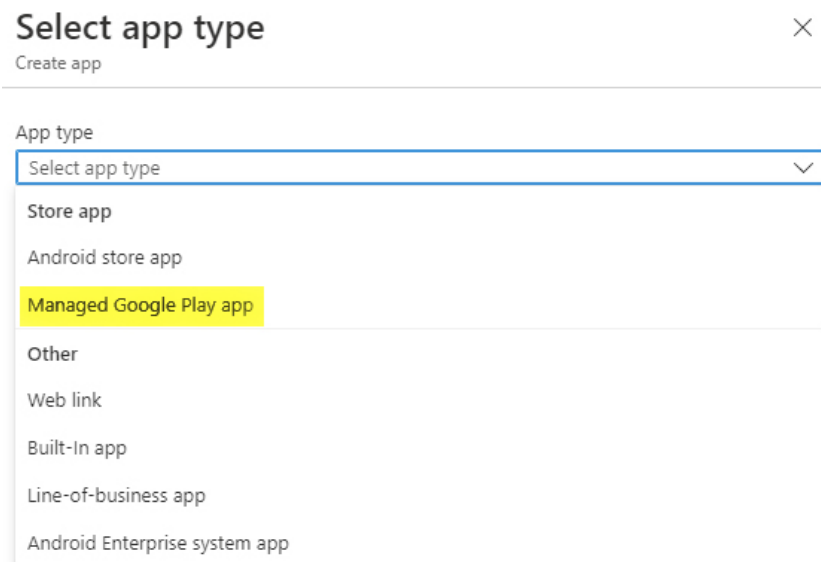 Select app type
Create app
App type
Select app type
Store app
Android store app
Managed Google Play app
Other
Web link
Built-In app
Line-of-business app
Android Enterprise system app